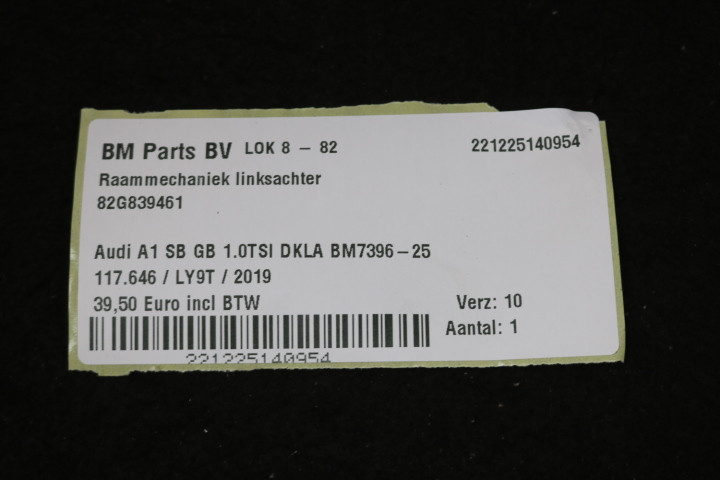 BM Parts BV LOK 8 - 82 221225140954
Raammechaniek linksachter
82G839461
Audi A1 SB GB 1.0TSI DKLA BM7396-25
117.646 / LY9T / 2019
39,50 Euro incl BTW Verz: 10
Aantal: 1
221225140954